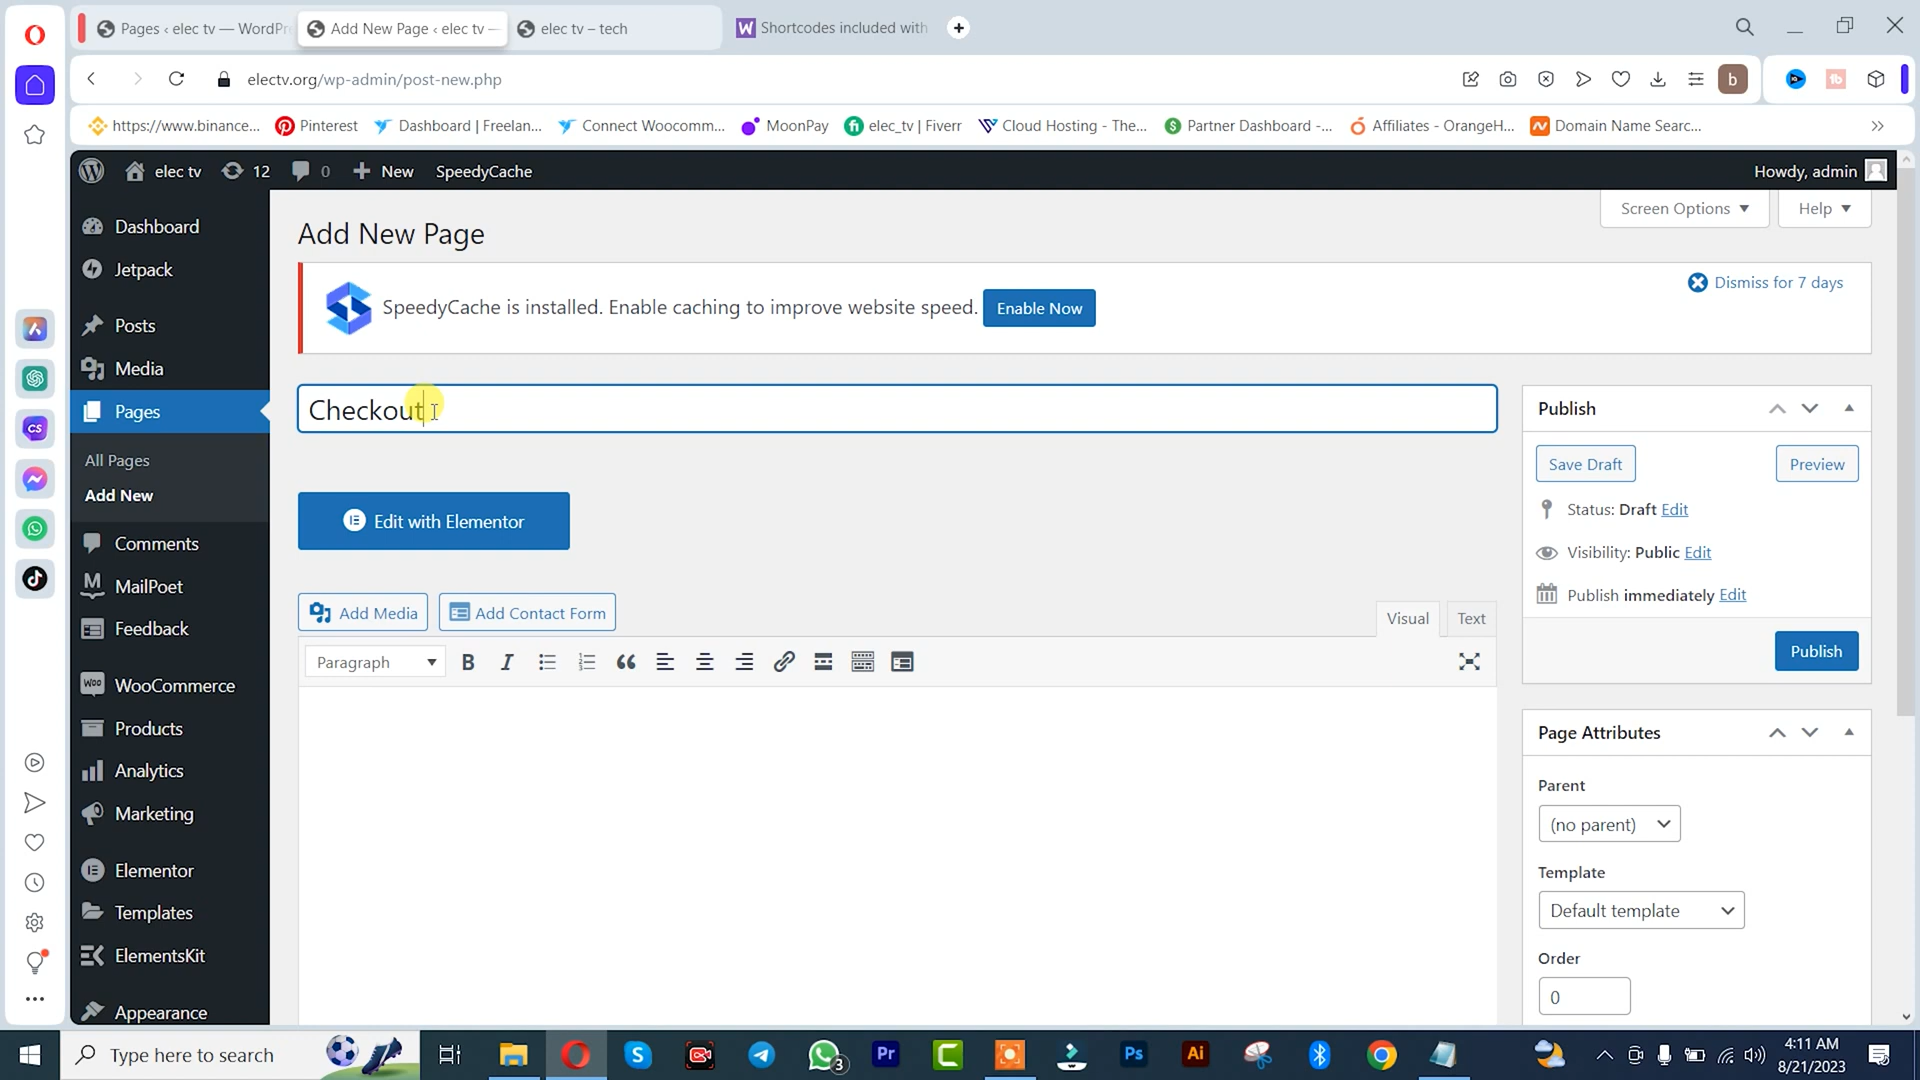 Pages ‹ elec tv — WordPr
Add New Page ‹ elec tv —
elec tv – tech
W
Shortcodes included with
electv.org/wp-admin/post-new.php
b
https://www.binance...
Pinterest
Dashboard | Freelan...
Connect Woocomm...
MoonPay
elec_tv | Fiverr
Cloud Hosting - The...
Partner Dashboard -...
Affiliates - OrangeH...
Domain Name Searc...
elec tv
12
0
New
SpeedyCache
Howdy, admin
Dashboard
Jetpack
Posts
Media
Pages
All Pages
Add New
Comments
MailPoet
Feedback
WooCommerce
Products
Analytics
Marketing
Elementor
Templates
ElementsKit
Appearance
Screen Options
Help
Add New Page
SpeedyCache is installed. Enable caching to improve website speed.
Enable Now
Dismiss for 7 days
Checkout
Edit with Elementor
Add Media
Add Contact Form
Visual
Text
Paragraph
B
I
Publish
Save Draft
Preview
Status: Draft Edit
Visibility: Public Edit
Publish immediately Edit
Publish
Page Attributes
Parent
(no parent)
Template
Default template
Order
0
CS
Type here to search
3
Pr
Ps
Ai
4:11 AM
8/21/2023